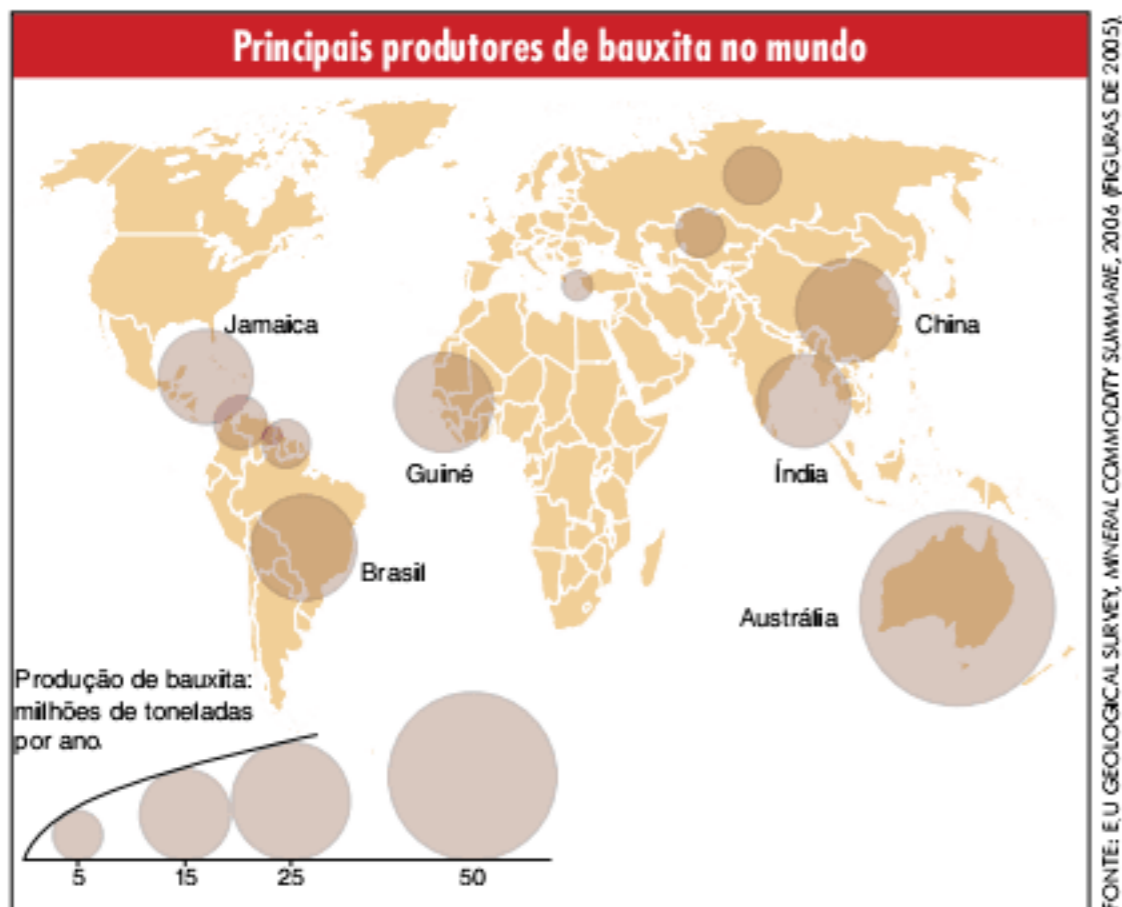 Principais produtores de bauxita no mundo
Jamaica
China
Guiné
Índia
Brasil
Austrália
Produção de bauxita:
milhões de toneladas
por ano.
5 15 25 50
FONTE: E.U GEOLOGICAL SURVEY, MINERAL COMMODITY SUMMARIE, 2006 (FIGURAS DE 2005).